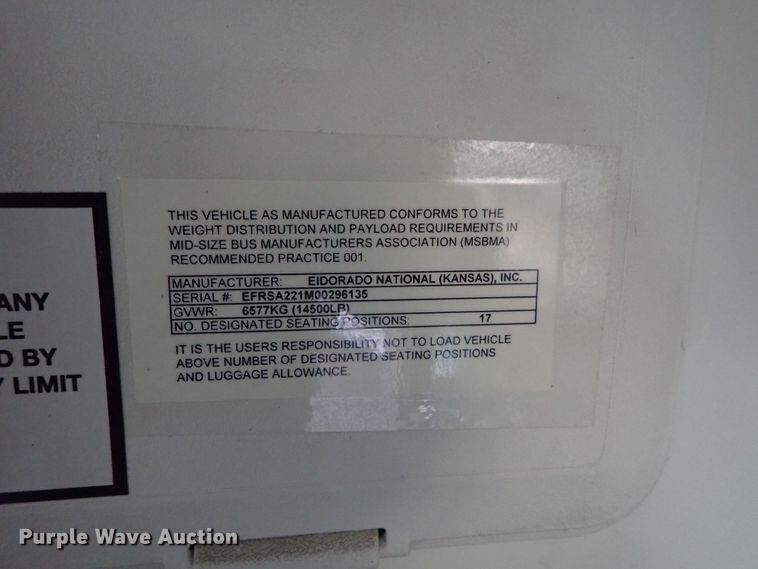 THIS VEHICLE AS MANUFACTURED CONFORMS TO THE
WEIGHT DISTRIBUTION AND PAYLOAD REQUIREMENTS IN
MID-SIZE BUS MANUFACTURERS ASSOCIATION (MSBMA)
RECOMMENDED PRACTICE 001.
MANUFACTURER: EIDORADO NATIONAL (KANSAS), INC.
SERIAL #: EFRSA221M00296135
GVWR: 6577KG (14500LB)
NO. DESIGNATED SEATING POSITIONS: 17
IT IS THE USERS RESPONSIBILITY NOT TO LOAD VEHICLE
ABOVE NUMBER OF DESIGNATED SEATING POSITIONS
AND LUGGAGE ALLOWANCE.
ANY
LE
D BY
Y LIMIT
Purple Wave Auction